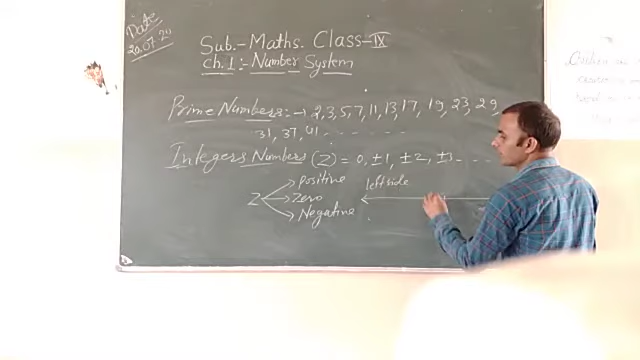 Date
20.07.20
Sub.- Maths. Class-IX
Ch.1:- Number System
Prime Numbers:-→ 2,3,5,7,11,13,17, 19, 23, 29,
31, 37, 41, - - - - - -
Integers Numbers (Z) = 0, ±1, ±2, ±3 - - -
Z
positive
Zero
Negative
left side